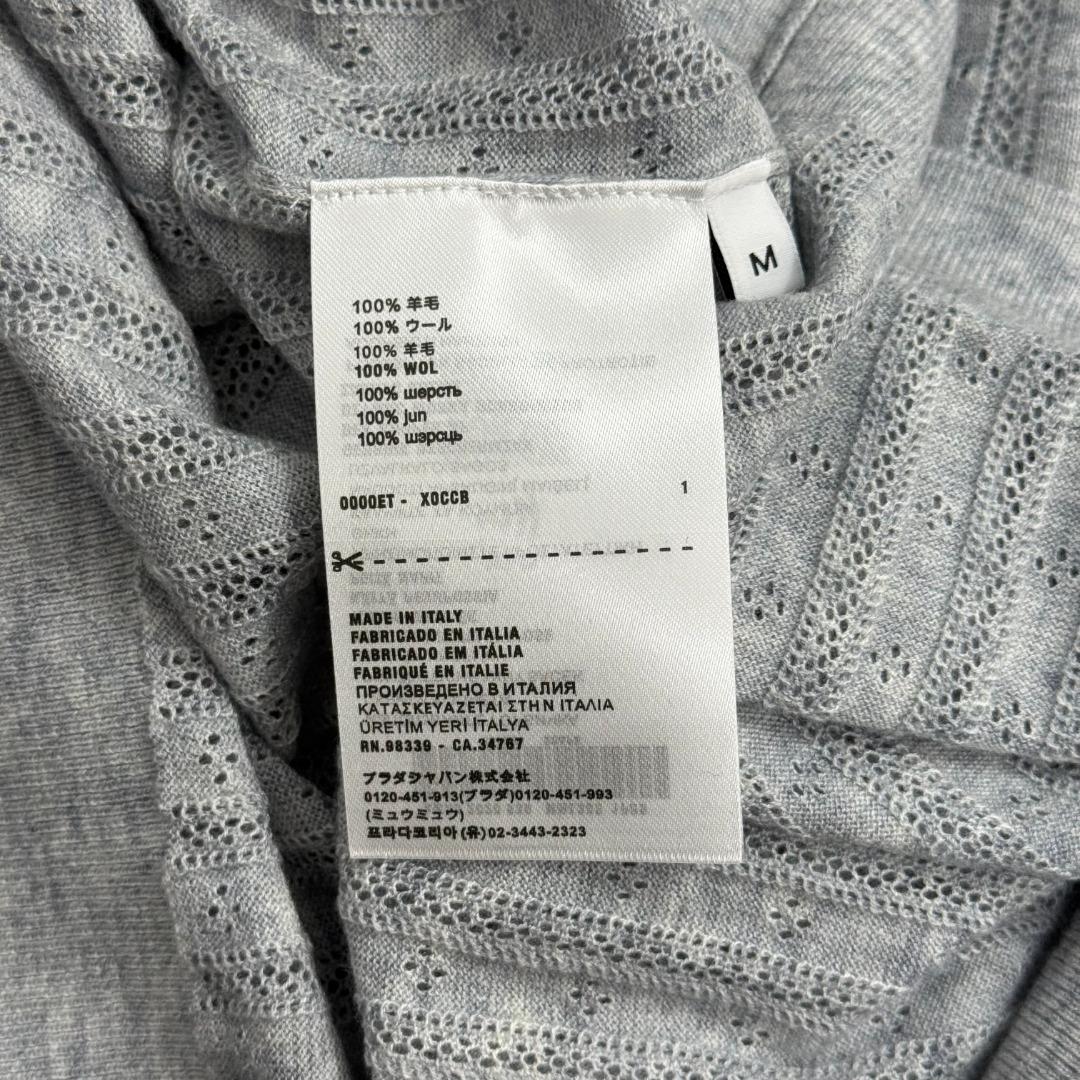 M
100% 羊毛
100% ウール
100% 羊毛
100% WOL
100% шерсть
100% jun
100% шэрсць
0000ET - X0CCB 1
MADE IN ITALY
FABRICADO EN ITALIA
FABRICADO EM ITÁLIA
FABRIQUÉ EN ITALIE
ПРОИЗВЕДЕНО В ИТАЛИЯ
ΚΑΤΑΣΚΕΥΑΖΕΤΑΙ ΣΤΗΝ ΙΤΑΛΙΑ
ÜRETİM YERİ İTALYA
RN.98339 - CA.34767
プラダジャパン株式会社
0120-451-913(プラダ)0120-451-993
(ミュウミュウ)
프라다코리아(유)02-3443-2323